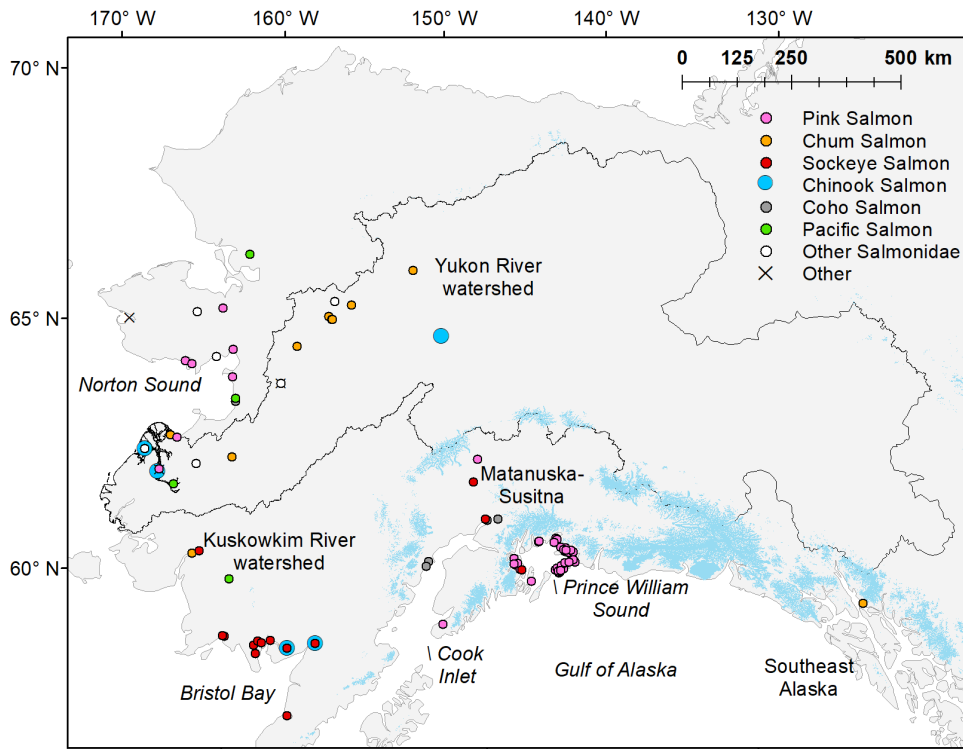 170° W 160° W 150° W 140° W 130° W
70° N
65° N
60° N
0 125 250 500 km
Pink Salmon
Chum Salmon
Sockeye Salmon
Chinook Salmon
Coho Salmon
Pacific Salmon
Other Salmonidae
Other
Yukon River
watershed
Norton Sound
Matanuska-
Susitna
Kuskowkim River
watershed
\ Prince William
Sound
\ Cook
Inlet
Gulf of Alaska
Southeast
Alaska
Bristol Bay